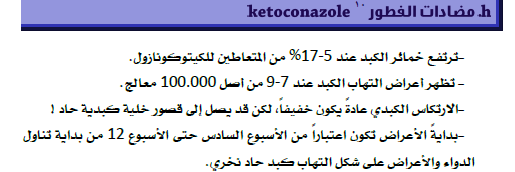 h. مضادات الفطور ١٠ ketoconazole
-ترتفع خمائر الكبد عند 5-17% من المتعاطين للكيتوكونازول.
-تظهر أعراض التهاب الكبد عند 7-9 من أصل 100.000 معالج.
-الارتكاس الكبدي عادةً يكون خفيفاً، لكن قد يصل إلى قصور خلية كبدية حاد !
-بداية الأعراض تكون اعتباراً من الأسبوع السادس حتى الأسبوع 12 من بداية تناول
الدواء والأعراض على شكل التهاب كبد حاد نخري.